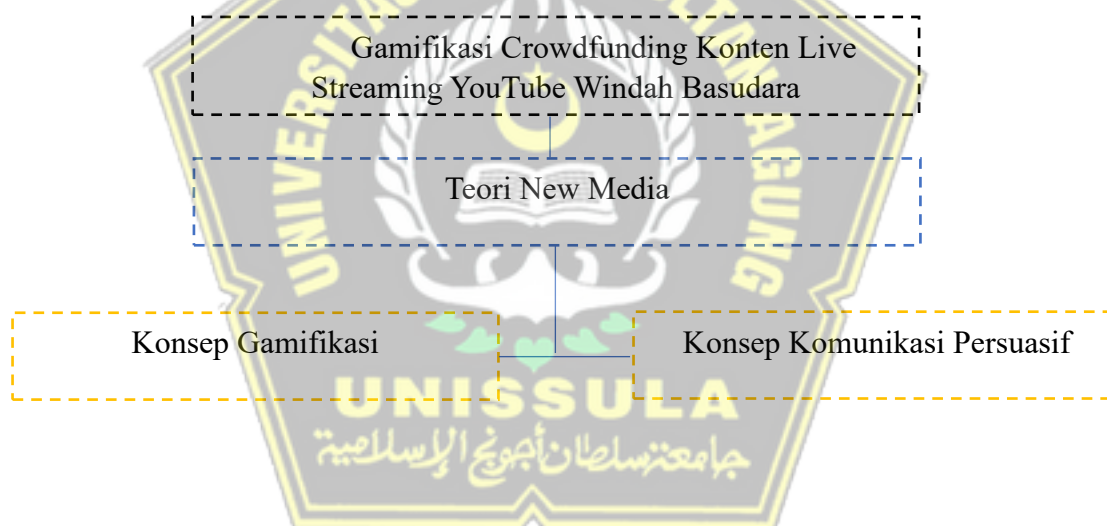 Gamifikasi Crowdfunding Konten Live
Streaming YouTube Windah Basudara
Teori New Media
Konsep Gamifikasi
Konsep Komunikasi Persuasif
UNISSULA
جامعة سلطان أجونج الإسلامية